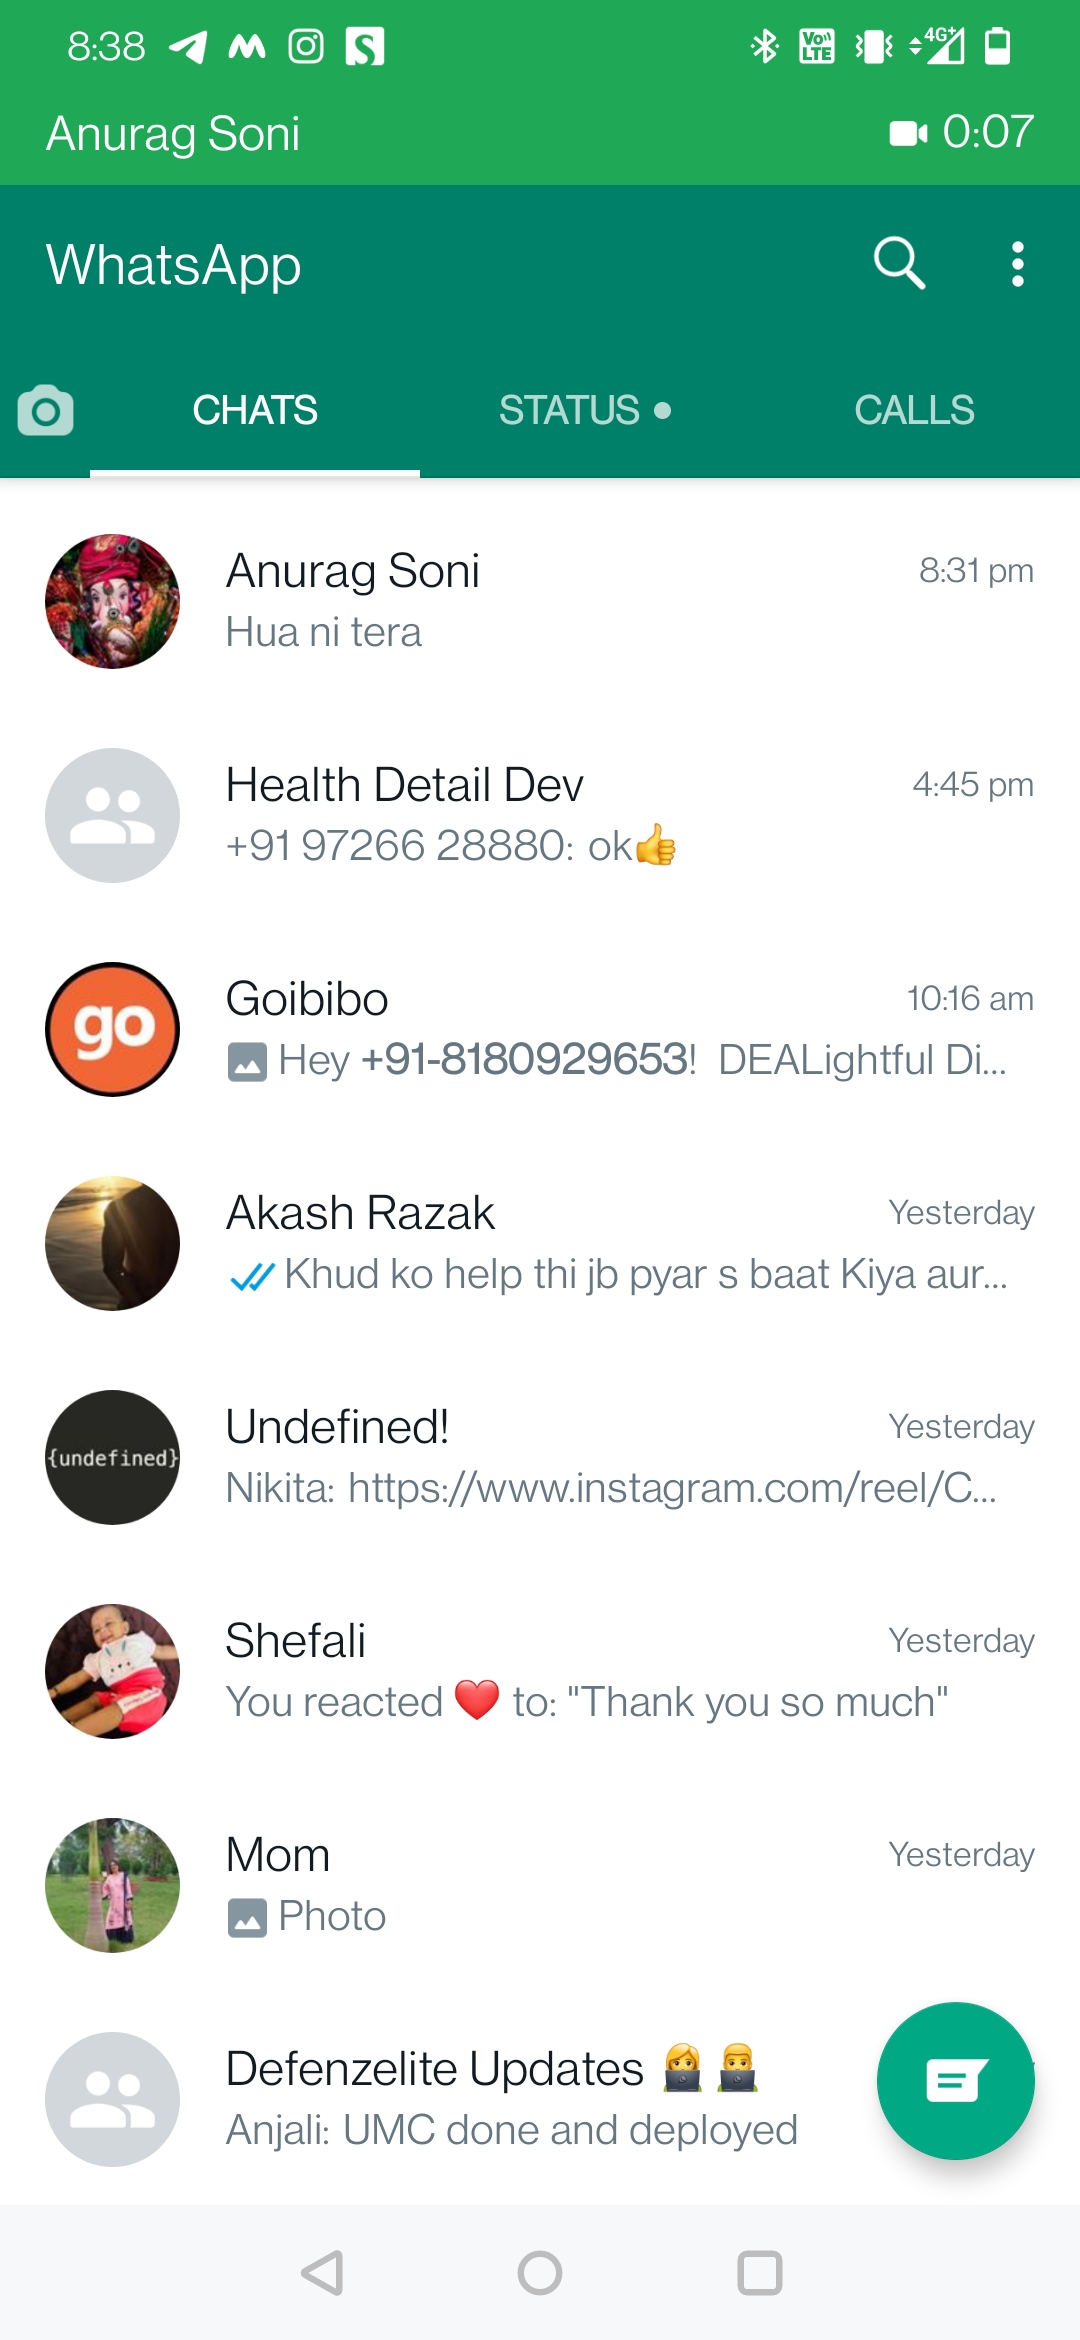 8:38
VoLTE 4G+
Anurag Soni 0:07
WhatsApp
CHATS STATUS CALLS
Anurag Soni 8:31 pm
Hua ni tera
Health Detail Dev 4:45 pm
+91 97266 28880: ok👍
go
Goibibo 10:16 am
Hey +91-8180929653! DEALightful Di...
Akash Razak Yesterday
Khud ko help thi jb pyar s baat Kiya aur...
{undefined}
Undefined! Yesterday
Nikita: https://www.instagram.com/reel/C...
Shefali Yesterday
You reacted ❤️ to: "Thank you so much"
Mom Yesterday
Photo
Defenzelite Updates 👩‍💻 👨‍💻
Anjali: UMC done and deployed